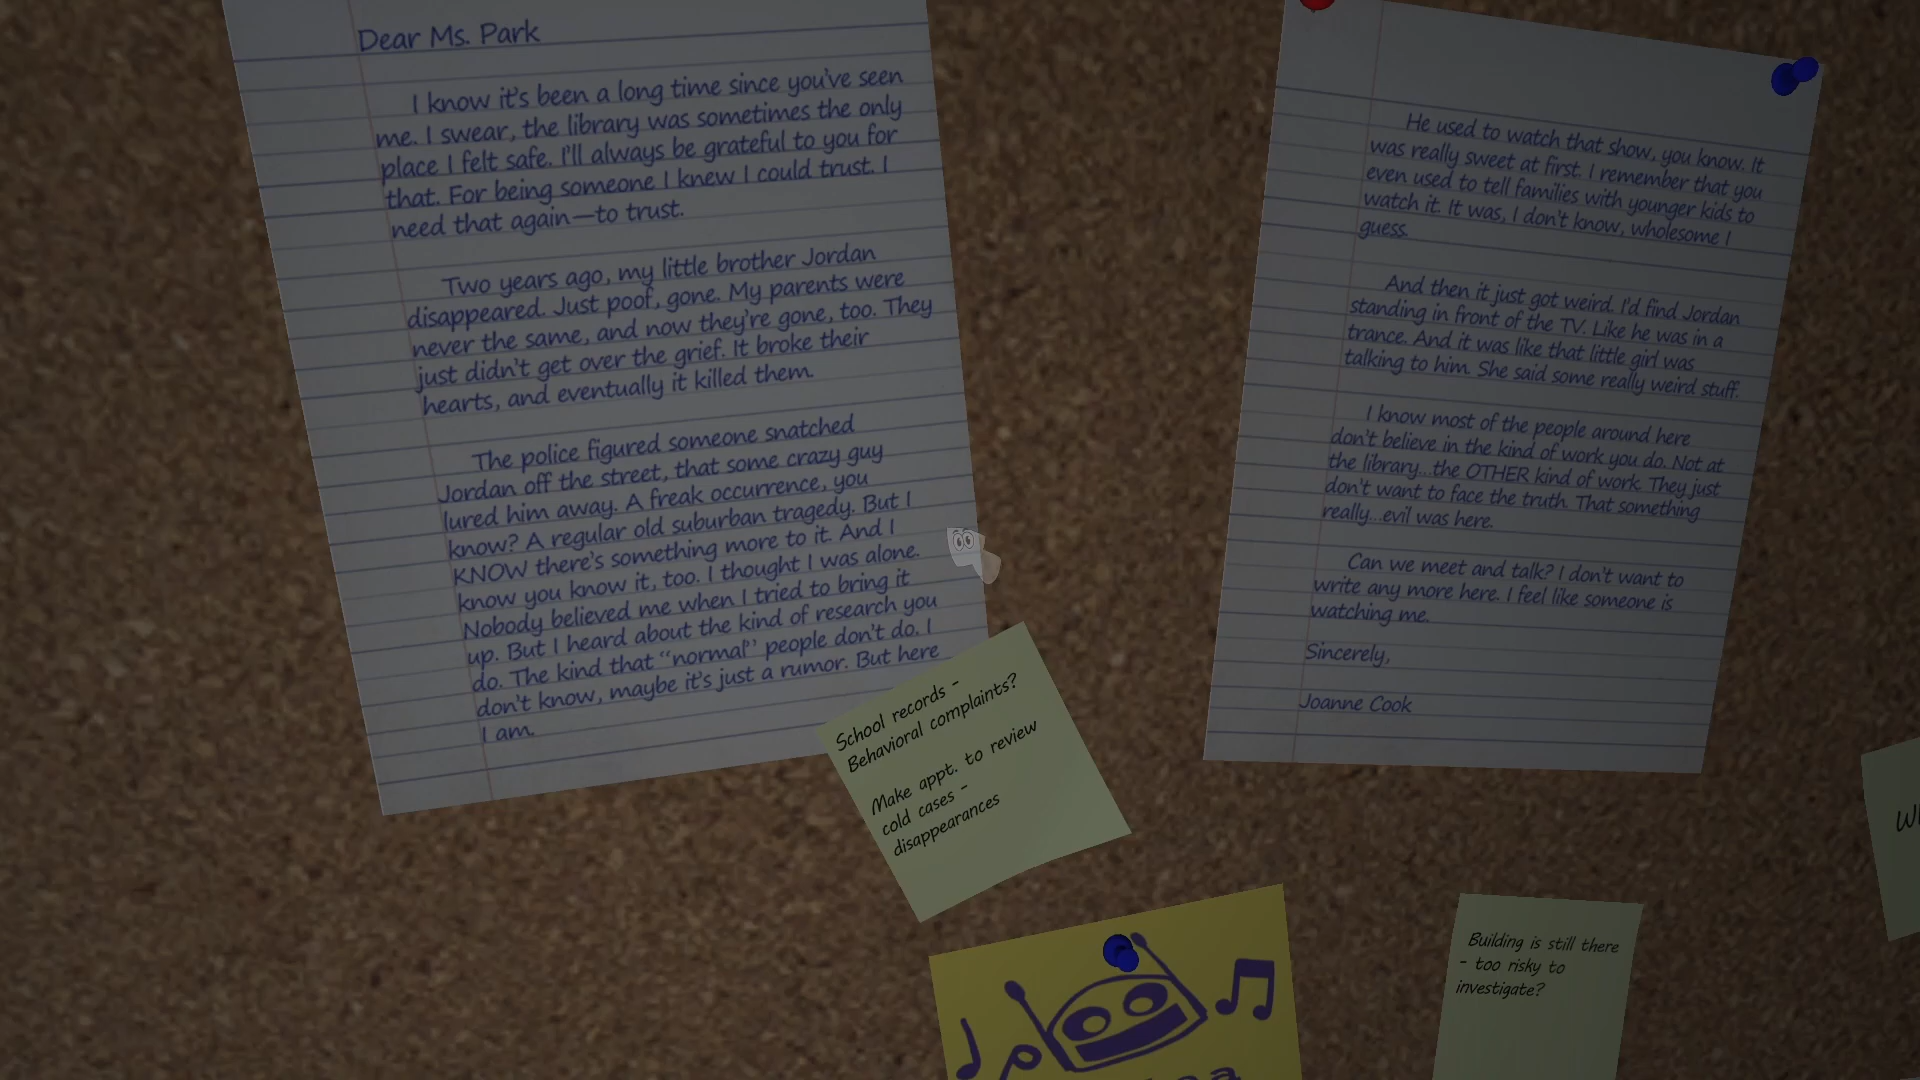 Dear Ms. Park
I know it's been a long time since you've seen
me. I swear, the library was sometimes the only
place I felt safe. I'll always be grateful to you for
that. For being someone I knew I could trust. I
need that again—to trust.
Two years ago, my little brother Jordan
disappeared. Just poof, gone. My parents were
never the same, and now they're gone, too. They
just didn't get over the grief. It broke their
hearts, and eventually it killed them.
The police figured someone snatched
Jordan off the street, that some crazy guy
lured him away. A freak occurrence, you
know? A regular old suburban tragedy. But I
KNOW there's something more to it. And I
know you know it, too. I thought I was alone.
Nobody believed me when I tried to bring it
up. But I heard about the kind of research you
do. The kind that "normal" people don't do. I
don't know, maybe it's just a rumor. But here
I am.
School records -
Behavioral complaints?
Make appt. to review
cold cases -
disappearances
He used to watch that show, you know. It
was really sweet at first. I remember that you
even used to tell families with younger kids to
watch it. It was, I don't know, wholesome I
guess.
And then it just got weird. I'd find Jordan
standing in front of the TV. Like he was in a
trance. And it was like that little girl was
talking to him. She said some really weird stuff.
I know most of the people around here
don't believe in the kind of work you do. Not at
the library...the OTHER kind of work. They just
don't want to face the truth. That something
really...evil was here.
Can we meet and talk? I don't want to
write any more here. I feel like someone is
watching me.
Sincerely,
Joanne Cook
Building is still there
- too risky to
investigate?